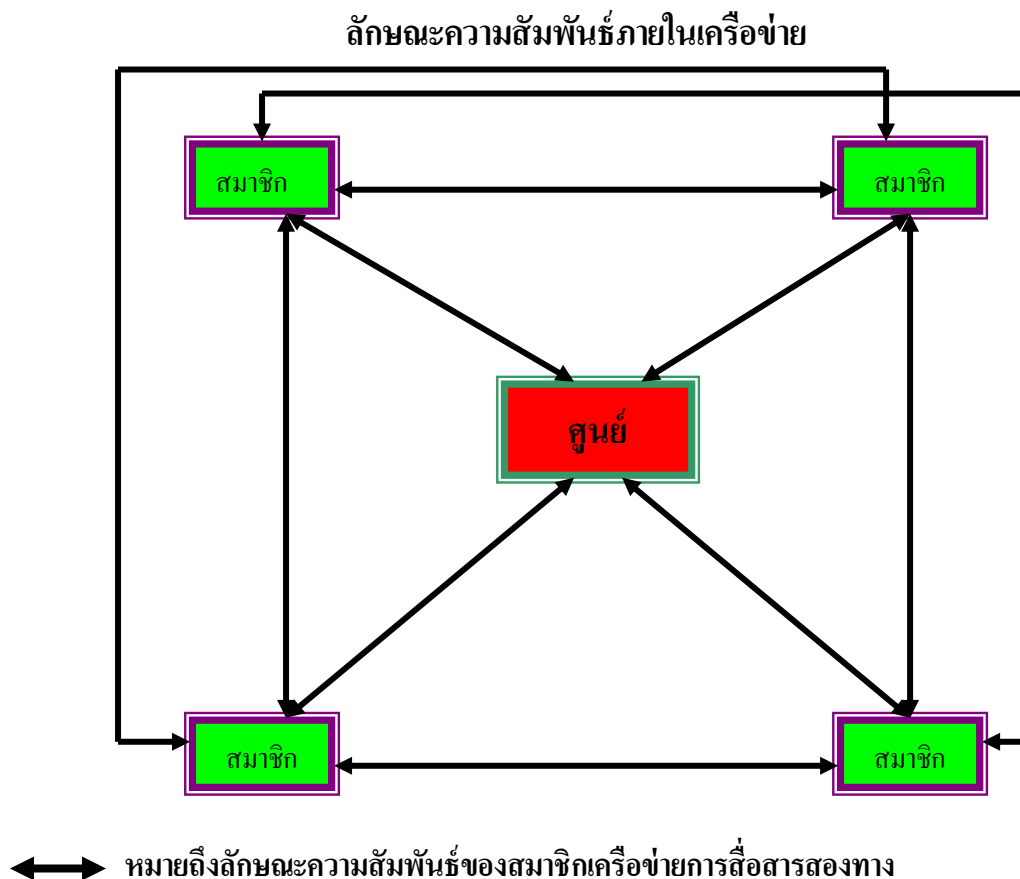 ลักษณะความสัมพันธ์ภายในเครือข่าย
สมาชิก
สมาชิก
ศูนย์
สมาชิก
สมาชิก
หมายถึงลักษณะความสัมพันธ์ของสมาชิกเครือข่ายการสื่อสารสองทาง